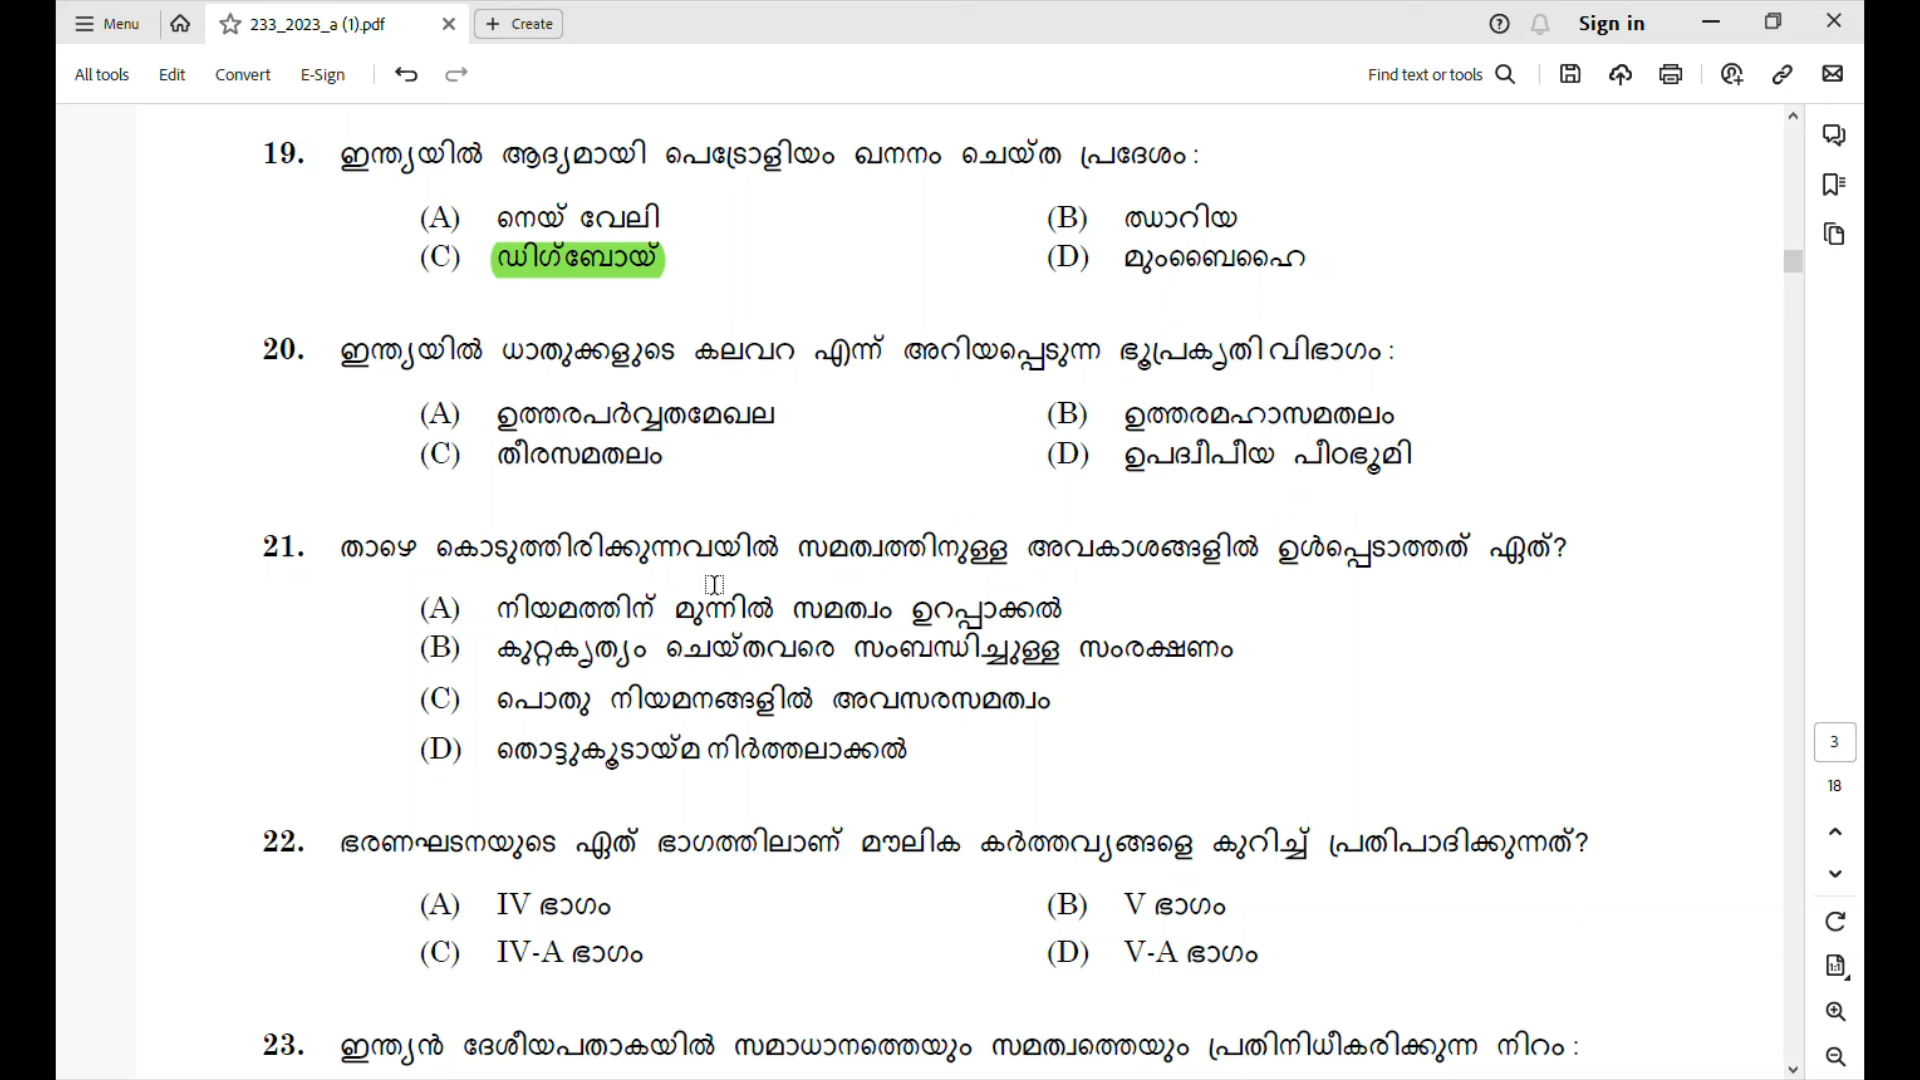 Menu 233_2023_a (1).pdf Create Sign in
All tools Edit Convert E-Sign Find text or tools
19. ഇന്ത്യയിൽ ആദ്യമായി പെട്രോളിയം ഖനനം ചെയ്ത പ്രദേശം :
(A) നെയ് വേലി (B) ഝാറിയ
(C) ഡിഗ്ബോയ് (D) മുംബൈഹൈ
20. ഇന്ത്യയിൽ ധാതുക്കളുടെ കലവറ എന്ന് അറിയപ്പെടുന്ന ഭൂപ്രകൃതി വിഭാഗം :
(A) ഉത്തരപർവ്വതമേഖല (B) ഉത്തരമഹാസമതലം
(C) തീരസമതലം (D) ഉപദ്വീപീയ പീഠഭൂമി
21. താഴെ കൊടുത്തിരിക്കുന്നവയിൽ സമത്വത്തിനുള്ള അവകാശങ്ങളിൽ ഉൾപ്പെടാത്തത് ഏത്?
(A) നിയമത്തിന് മുന്നിൽ സമത്വം ഉറപ്പാക്കൽ
(B) കുറ്റകൃത്യം ചെയ്തവരെ സംബന്ധിച്ചുള്ള സംരക്ഷണം
(C) പൊതു നിയമനങ്ങളിൽ അവസരസമത്വം
(D) തൊട്ടുകൂടായ്മ നിർത്തലാക്കൽ
3
18
22. ഭരണഘടനയുടെ ഏത് ഭാഗത്തിലാണ് മൗലിക കർത്തവ്യങ്ങളെ കുറിച്ച് പ്രതിപാദിക്കുന്നത്?
(A) IV ഭാഗം (B) V ഭാഗം
(C) IV-A ഭാഗം (D) V-A ഭാഗം
23. ഇന്ത്യൻ ദേശീയപതാകയിൽ സമാധാനത്തെയും സമത്വത്തെയും പ്രതിനിധീകരിക്കുന്ന നിറം :